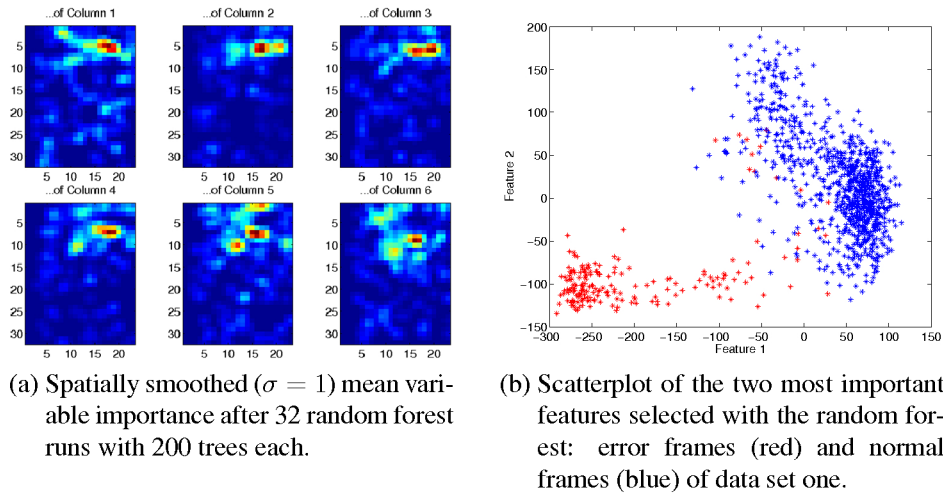 ...of Column 1
...of Column 2
...of Column 3
5
10
15
20
25
30
5 10 15 20
5 10 15 20
5 10 15 20
...of Column 4
...of Column 5
...of Column 6
5
10
15
20
25
30
5 10 15 20
5 10 15 20
5 10 15 20
200
150
100
50
0
−50
−100
−150
Feature 2
−300 −250 −200 −150 −100 −50 0 50 100 150
Feature 1
(a) Spatially smoothed (σ = 1) mean vari-
able importance after 32 random forest
runs with 200 trees each.
(b) Scatterplot of the two most important
features selected with the random for-
est: error frames (red) and normal
frames (blue) of data set one.